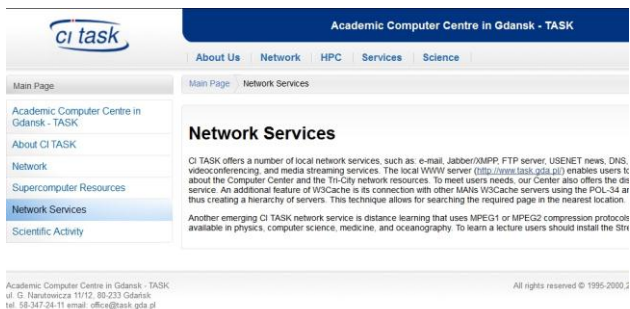 ci task
Academic Computer Centre in Gdansk - TASK
About Us Network HPC Services Science
Main Page
Main Page Network Services
Academic Computer Centre in
Gdansk - TASK
About CI TASK
Network
Supercomputer Resources
Network Services
Scientific Activity
Network Services
CI TASK offers a number of local network services, such as: e-mail, Jabber/XMPP, FTP server, USENET news, DNS,
videoconferencing, and media streaming services. The local WWW server (http://www.task.gda.pl/) enables users to
about the Computer Center and the Tri-City network resources. To meet users needs, our Center also offers the dis
service. An additional feature of W3Cache is its connection with other MANs W3Cache servers using the POL-34 ar
thus creating a hierarchy of servers. This technique allows for searching the required page in the nearest location.
Another emerging CI TASK network service is distance learning that uses MPEG1 or MPEG2 compression protocols
available in physics, computer science, medicine, and oceanography. To learn a lecture users should install the Stre
Academic Computer Centre in Gdansk - TASK
ul. G. Narutowicza 11/12, 80-233 Gdańsk
tel. 58-347-24-11 email: office@task.gda.pl
All rights reserved © 1995-2000,2